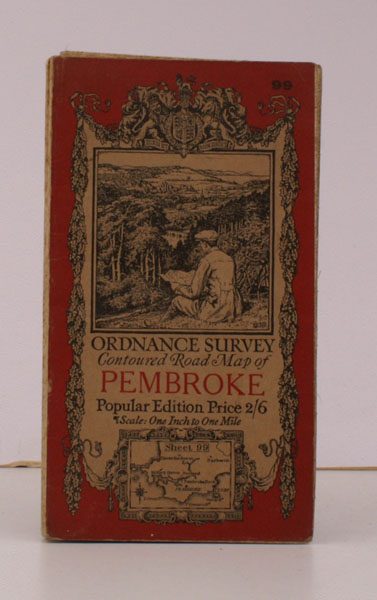 99
ORDNANCE SURVEY
Contoured Road Map of
PEMBROKE
Popular Edition Price 2/6
Scale: One Inch to One Mile
Sheet 99